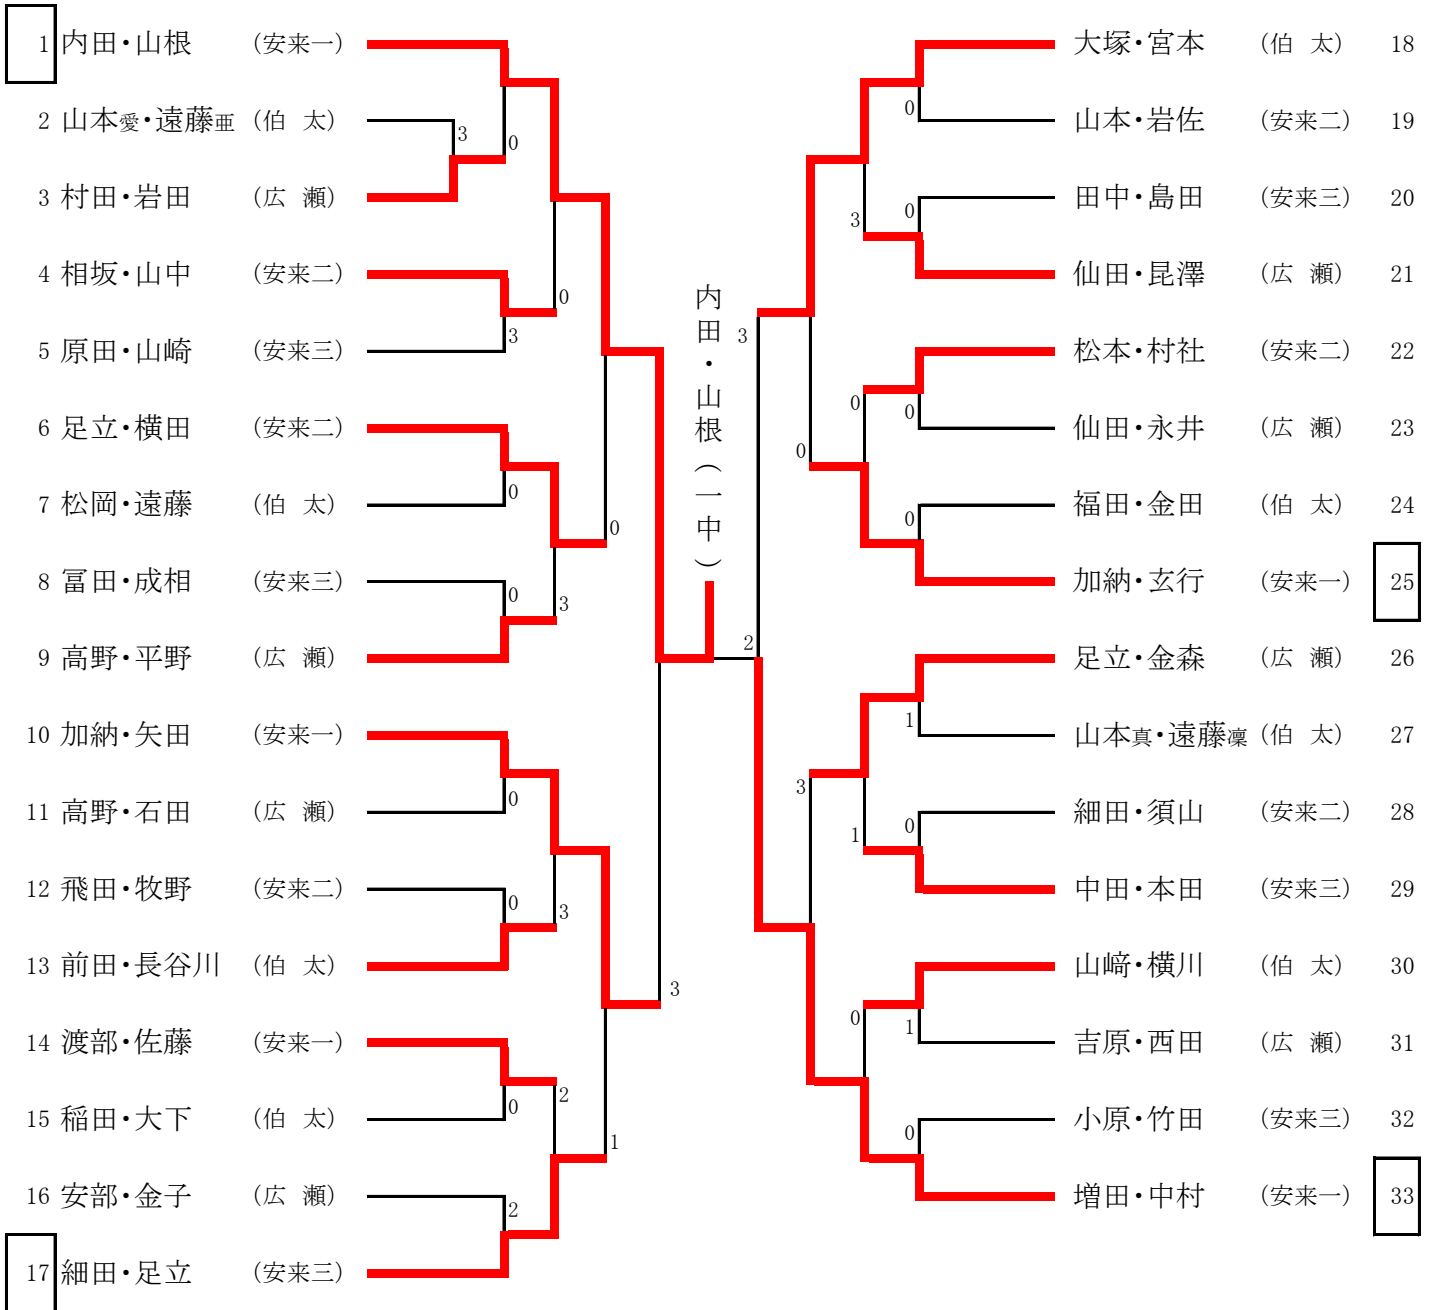 1 内田・山根 (安来一)
2 山本愛・遠藤亜 (伯 太)
3 村田・岩田 (広 瀬)
4 相坂・山中 (安来二)
5 原田・山崎 (安来三)
6 足立・横田 (安来二)
7 松岡・遠藤 (伯 太)
8 冨田・成相 (安来三)
9 高野・平野 (広 瀬)
10 加納・矢田 (安来一)
11 高野・石田 (広 瀬)
12 飛田・牧野 (安来二)
13 前田・長谷川 (伯 太)
14 渡部・佐藤 (安来一)
15 稲田・大下 (伯 太)
16 安部・金子 (広 瀬)
17 細田・足立 (安来三)
3
0
0
3
0
0
0
3
0
0
3
3
0
2
1
2
内田・山根(一中)
3
2
0
3
0
0
0
0
0
1
3
1
0
0
1
0
大塚・宮本 (伯 太) 18
山本・岩佐 (安来二) 19
田中・島田 (安来三) 20
仙田・昆澤 (広 瀬) 21
松本・村社 (安来二) 22
仙田・永井 (広 瀬) 23
福田・金田 (伯 太) 24
加納・玄行 (安来一) 25
足立・金森 (広 瀬) 26
山本真・遠藤凜 (伯 太) 27
細田・須山 (安来二) 28
中田・本田 (安来三) 29
山﨑・横川 (伯 太) 30
吉原・西田 (広 瀬) 31
小原・竹田 (安来三) 32
増田・中村 (安来一) 33